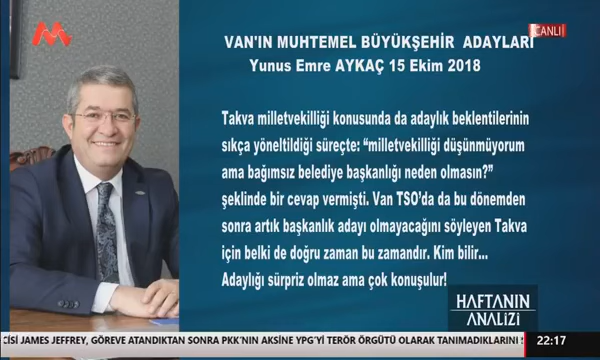 CANLI
VAN'IN MUHTEMEL BÜYÜKŞEHİR ADAYLARI
Yunus Emre AYKAÇ 15 Ekim 2018
Takva milletvekilliği konusunda da adaylık beklentilerinin
sıkça yöneltildiği süreçte: “milletvekilliği düşünmüyorum
ama bağımsız belediye başkanlığı neden olmasın?”
şeklinde bir cevap vermişti. Van TSO’da da bu dönemden
sonra artık başkanlık adayı olmayacağını söyleyen Takva
için belki de doğru zaman bu zamandır. Kim bilir...
Adaylığı sürpriz olmaz ama çok konuşulur!
HAFTANIN
ANALİZİ
CİSİ JAMES JEFFREY, GÖREVE ATANDIKTAN SONRA PKK'NIN AKSİNE YPG'Yİ TERÖR ÖRGÜTÜ OLARAK TANIMADIKLARINI S
22:17